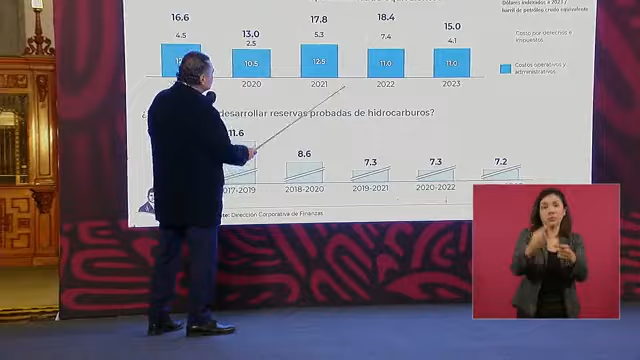 Dólares indexados a 2023 /
barril de petróleo crudo equivalente
16.6 13.0 17.8 18.4 15.0
4.5 2.5 5.3 7.4 4.1
Costo por derechos e
impuestos.
10.5 12.5 11.0 11.0
Costos operativos y
administrativos.
2020 2021 2022 2023
desarrollar reservas probadas de hidrocarburos?
11.6 8.6 7.3 7.3 7.2
2017-2019 2018-2020 2019-2021 2020-2022
Dirección Corporativa de Finanzas